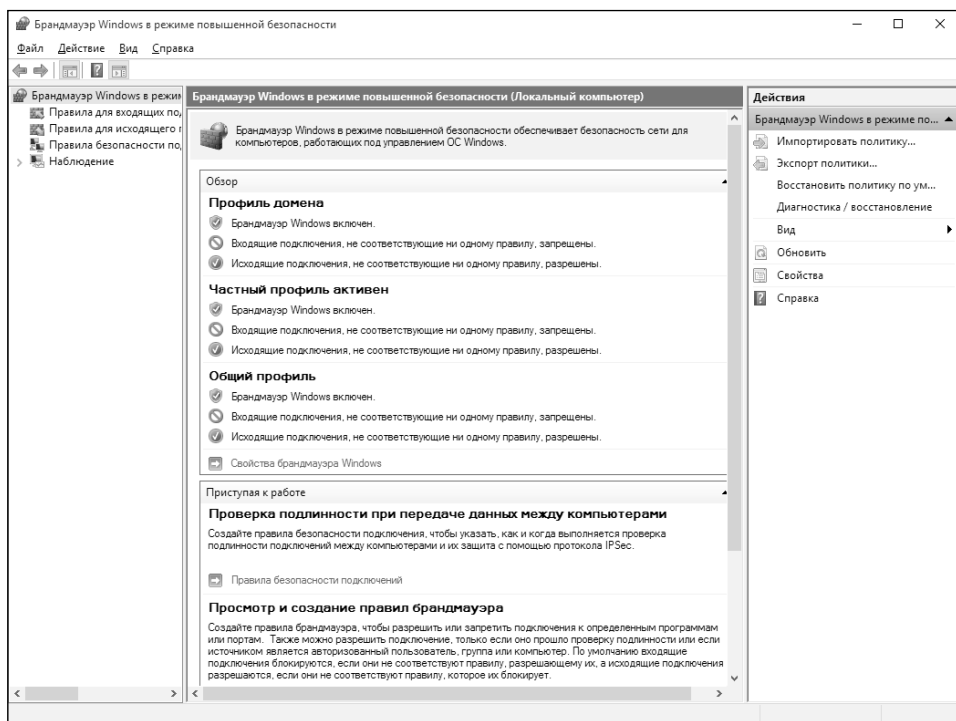 Брандмауэр Windows в режиме повышенной безопасности
Файл Действие Вид Справка
Брандмауэр Windows в режим
Правила для входящих по
Правила для исходящего г
Правила безопасности по
Наблюдение
Брандмауэр Windows в режиме повышенной безопасности (Локальный компьютер)
Брандмауэр Windows в режиме повышенной безопасности обеспечивает безопасность сети для
компьютеров, работающих под управлением ОС Windows.
Обзор
Профиль домена
Брандмауэр Windows включен.
Входящие подключения, не соответствующие ни одному правилу, запрещены.
Исходящие подключения, не соответствующие ни одному правилу, разрешены.
Частный профиль активен
Брандмауэр Windows включен.
Входящие подключения, не соответствующие ни одному правилу, запрещены.
Исходящие подключения, не соответствующие ни одному правилу, разрешены.
Общий профиль
Брандмауэр Windows включен.
Входящие подключения, не соответствующие ни одному правилу, запрещены.
Исходящие подключения, не соответствующие ни одному правилу, разрешены.
Свойства брандмауэра Windows
Приступая к работе
Проверка подлинности при передаче данных между компьютерами
Создайте правила безопасности подключения, чтобы указать, как и когда выполняется проверка
подлинности подключений между компьютерами и их защита с помощью протокола IPSec.
Правила безопасности подключений
Просмотр и создание правил брандмауэра
Создайте правила брандмауэра, чтобы разрешить или запретить подключения к определенным программам
или портам. Также можно разрешить подключение, только если оно прошло проверку подлинности или если
источником является авторизованный пользователь, группа или компьютер. По умолчанию входящие
подключения блокируются, если они не соответствуют правилу, разрешающему их, а исходящие подключения
разрешаются, если они не соответствуют правилу, которое их блокирует.
Действия
Брандмауэр Windows в режиме по...
Импортировать политику...
Экспорт политики...
Восстановить политику по ум...
Диагностика / восстановление
Вид
Обновить
Свойства
Справка